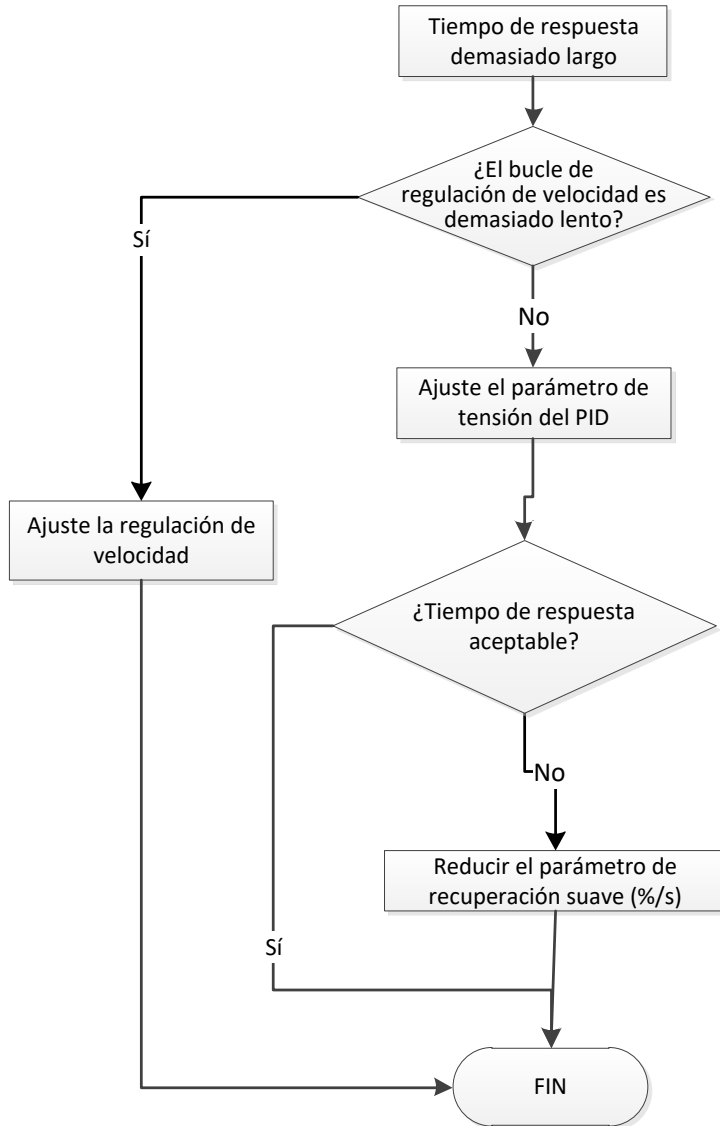 Tiempo de respuesta
demasiado largo
¿El bucle de
regulación de velocidad es
demasiado lento?
Sí
No
Ajuste el parámetro de
tensión del PID
Ajuste la regulación de
velocidad
¿Tiempo de respuesta
aceptable?
No
Reducir el parámetro de
recuperación suave (%/s)
Sí
FIN